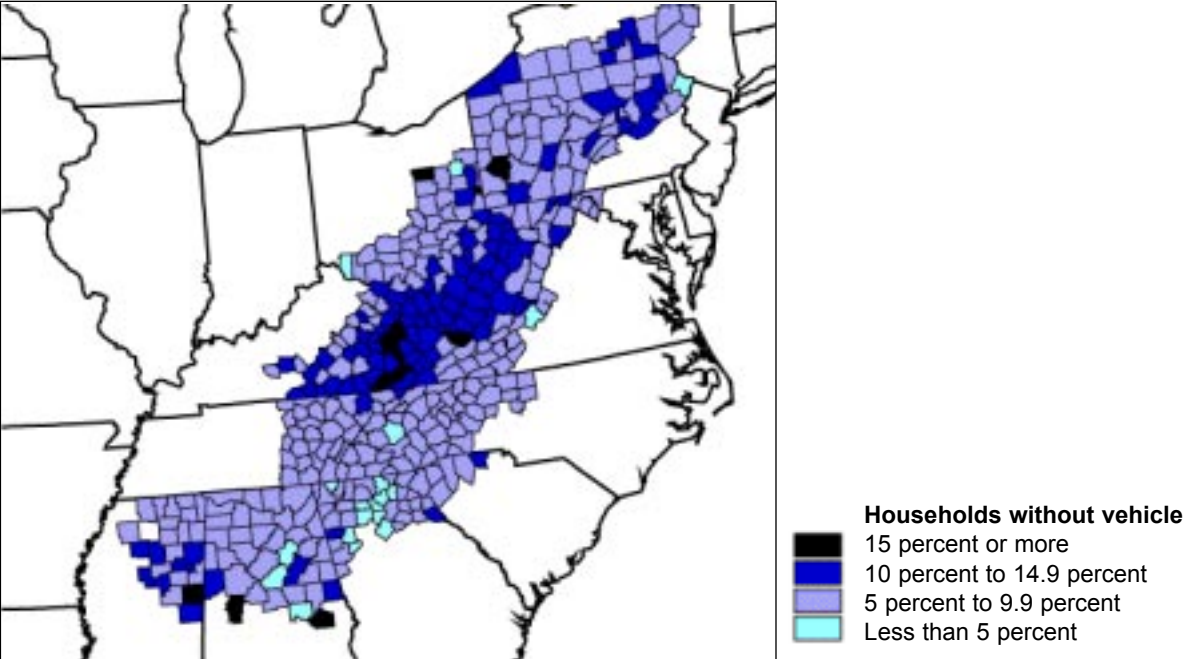 Households without vehicle
15 percent or more
10 percent to 14.9 percent
5 percent to 9.9 percent
Less than 5 percent